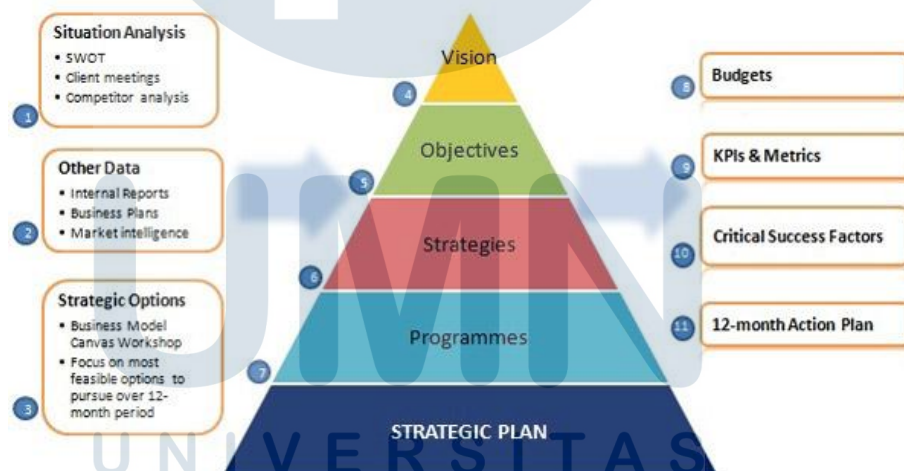 Situation Analysis
▪ SWOT
▪ Client meetings
▪ Competitor analysis
1
Other Data
▪ Internal Reports
▪ Business Plans
▪ Market intelligence
2
Strategic Options
▪ Business Model
Canvas Workshop
▪ Focus on most
feasible options to
pursue over 12-
month period
3
Vision
4
Objectives
5
Strategies
6
Programmes
7
STRATEGIC PLAN
8
Budgets
9
KPIs & Metrics
10
Critical Success Factors
11
12-month Action Plan
UMN
UNIVERSITAS